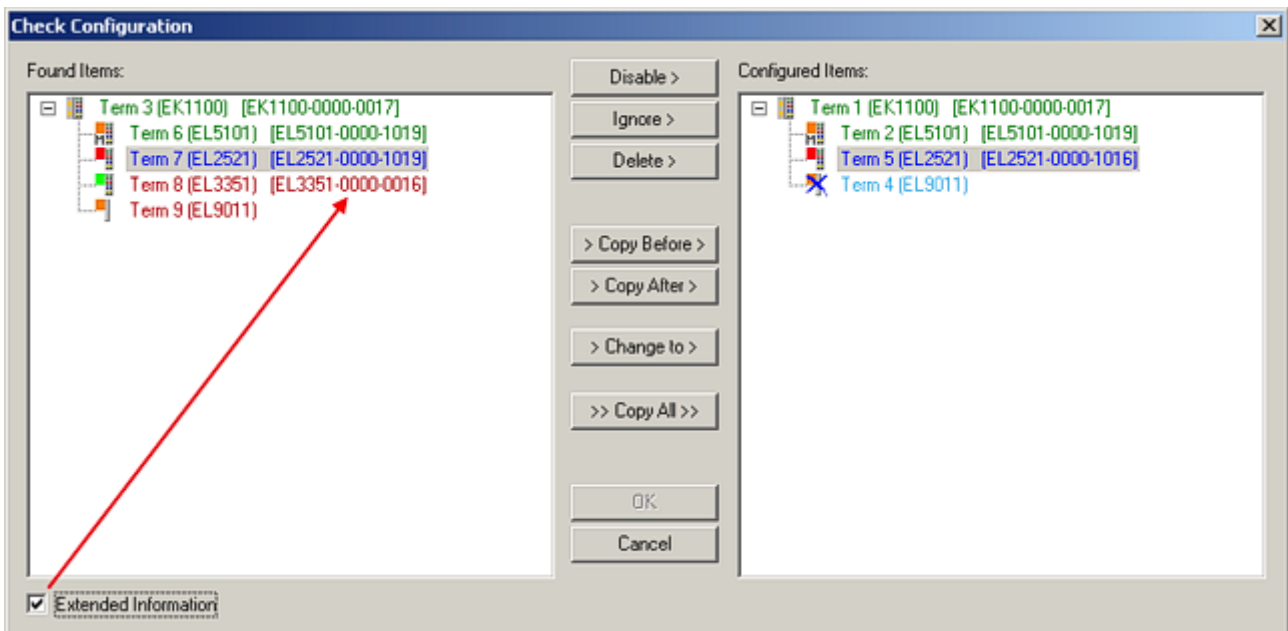 Check Configuration
Found Items:
Term 3 (EK1100) [EK1100-0000-0017]
Term 6 (EL5101) [EL5101-0000-1019]
Term 7 (EL2521) [EL2521-0000-1019]
Term 8 (EL3351) [EL3351-0000-0016]
Term 9 (EL9011)
Disable >
Ignore >
Delete >
> Copy Before >
> Copy After >
> Change to >
>> Copy All >>
OK
Cancel
Configured Items:
Term 1 (EK1100) [EK1100-0000-0017]
Term 2 (EL5101) [EL5101-0000-1019]
Term 5 (EL2521) [EL2521-0000-1016]
Term 4 (EL9011)
Extended Information